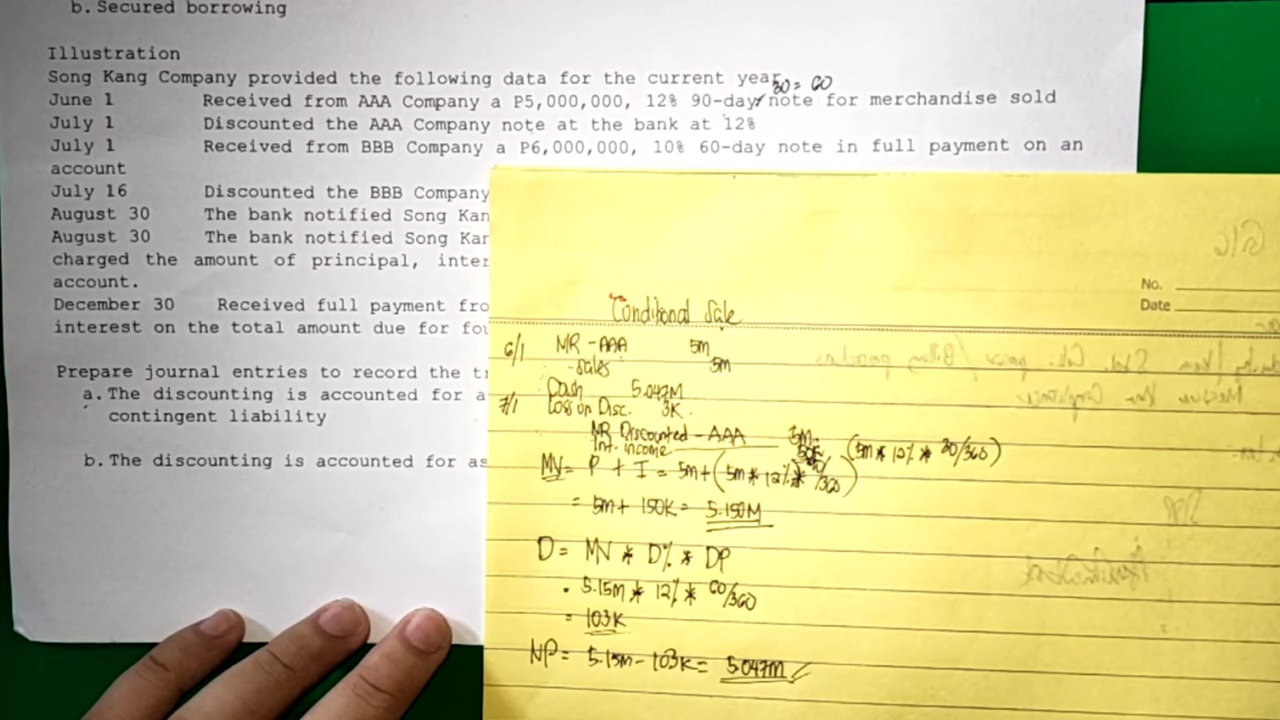 b. Secured borrowing
Illustration
Song Kang Company provided the following data for the current year
30 = 60
June 1 Received from AAA Company a P5,000,000, 12% 90-day note for merchandise sold
July 1 Discounted the AAA Company note at the bank at 12%
July 1 Received from BBB Company a P6,000,000, 10% 60-day note in full payment on an
account
July 16 Discounted the BBB Company
August 30 The bank notified Song Kan
August 30 The bank notified Song Kan
charged the amount of principal, inter
account.
December 30 Received full payment fro
interest on the total amount due for fou
Prepare journal entries to record the t
a. The discounting is accounted for a
contingent liability
b. The discounting is accounted for as
No.
Date
Conditional Sale
6/1 NR - AAA 5m
- Sales 5m
Cash 5.047M
7/1 Loss on Disc. 3K
NR Discounted - AAA 5m
Int. income 50K (5m * 12% * 30/360)
MV = P + I = 5m + (5m * 12% * 90/360)
= 5m + 150K = 5.150M
D = MV * D% * DP
= 5.15m * 12% * 60/360
= 103K
NP = 5.15m - 103K = 5.047m